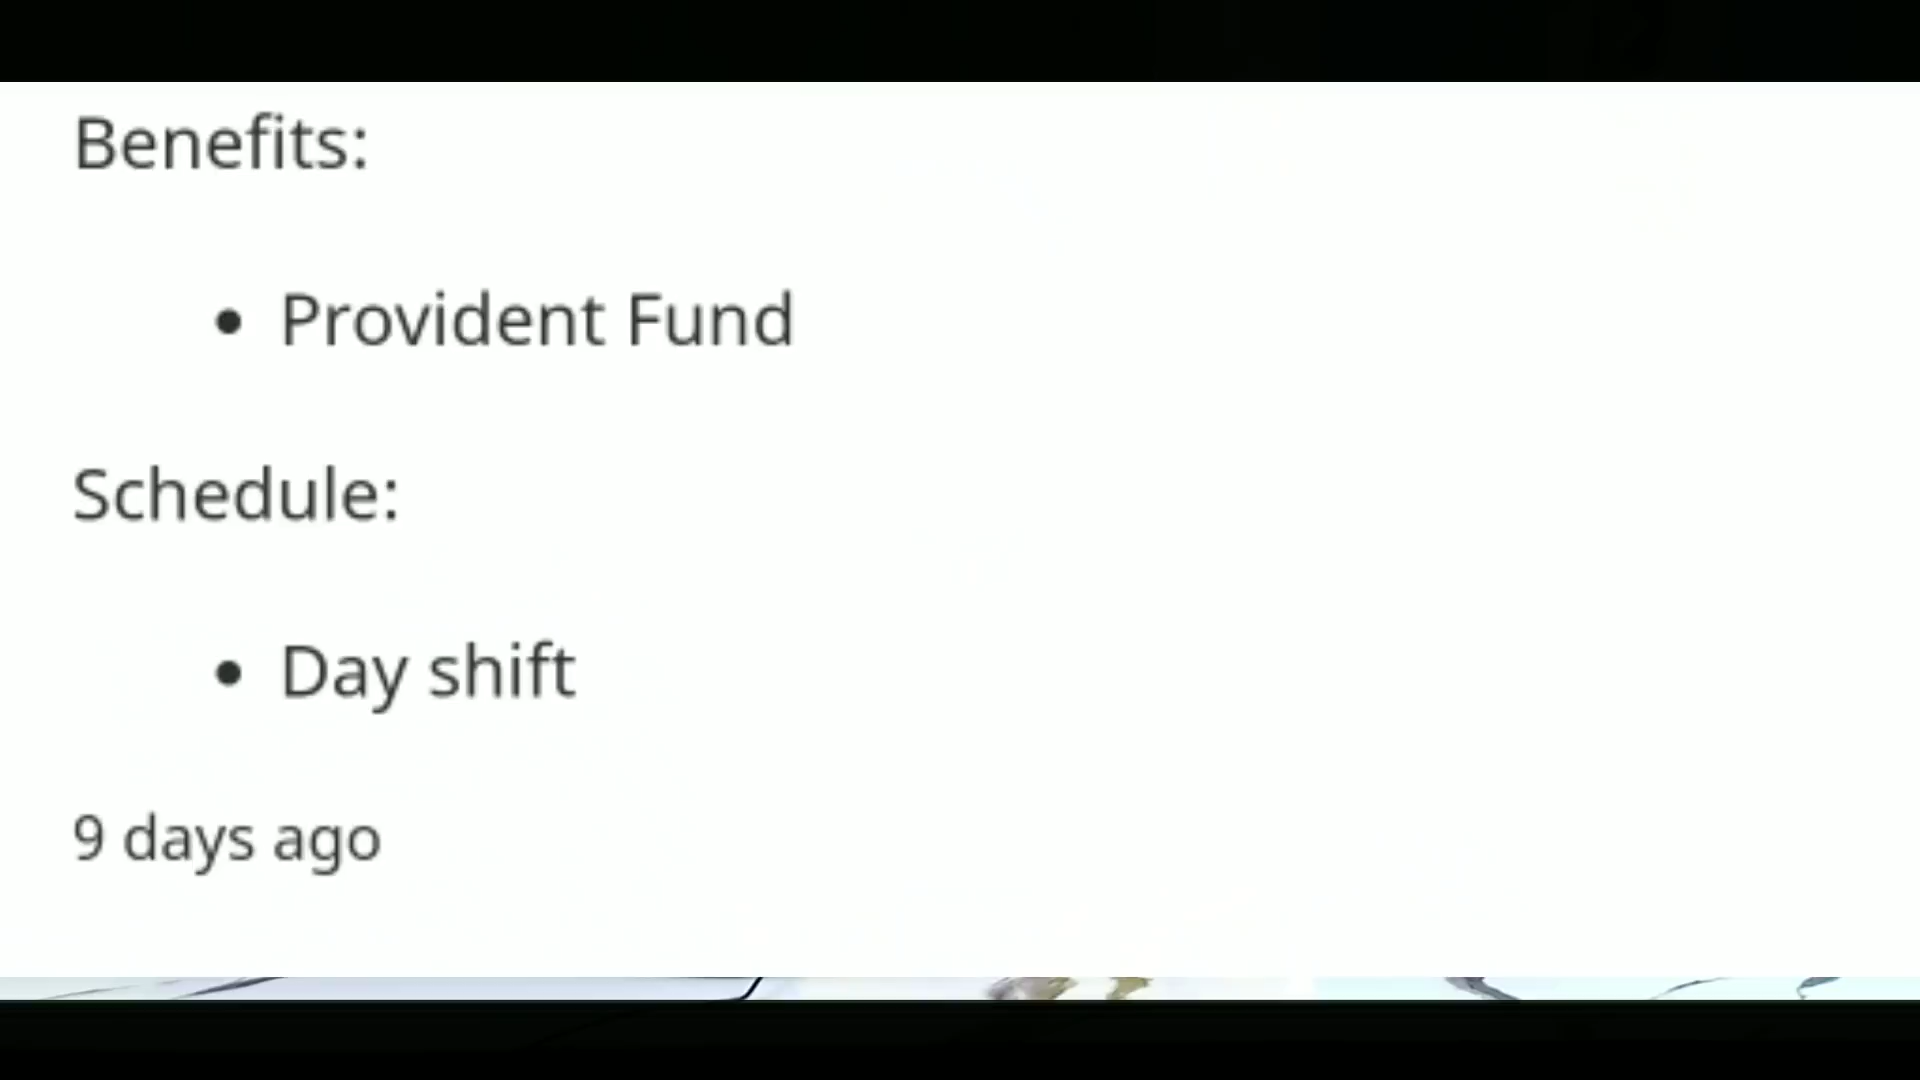 Benefits:
• Provident Fund
Schedule:
• Day shift
9 days ago